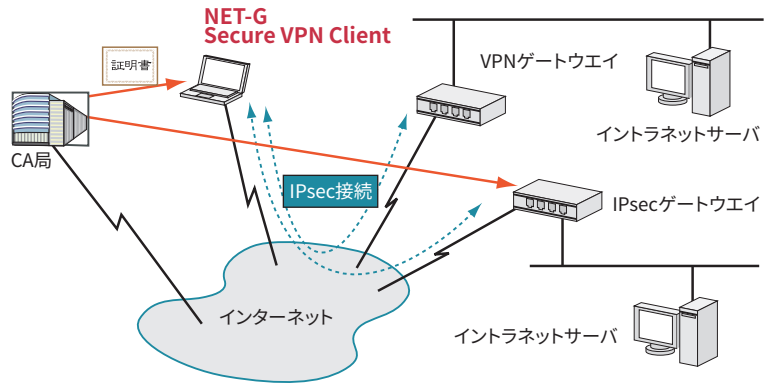 NET-G
Secure VPN Client
証明書
VPNゲートウエイ
イントラネットサーバ
CA局
IPsec接続
IPsecゲートウエイ
インターネット
イントラネットサーバ